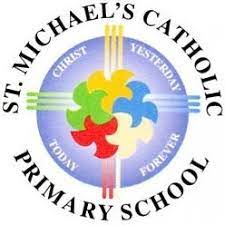 ST. MICHAEL'S CATHOLIC
CHRIST
YESTERDAY
TODAY
FOREVER
PRIMARY SCHOOL